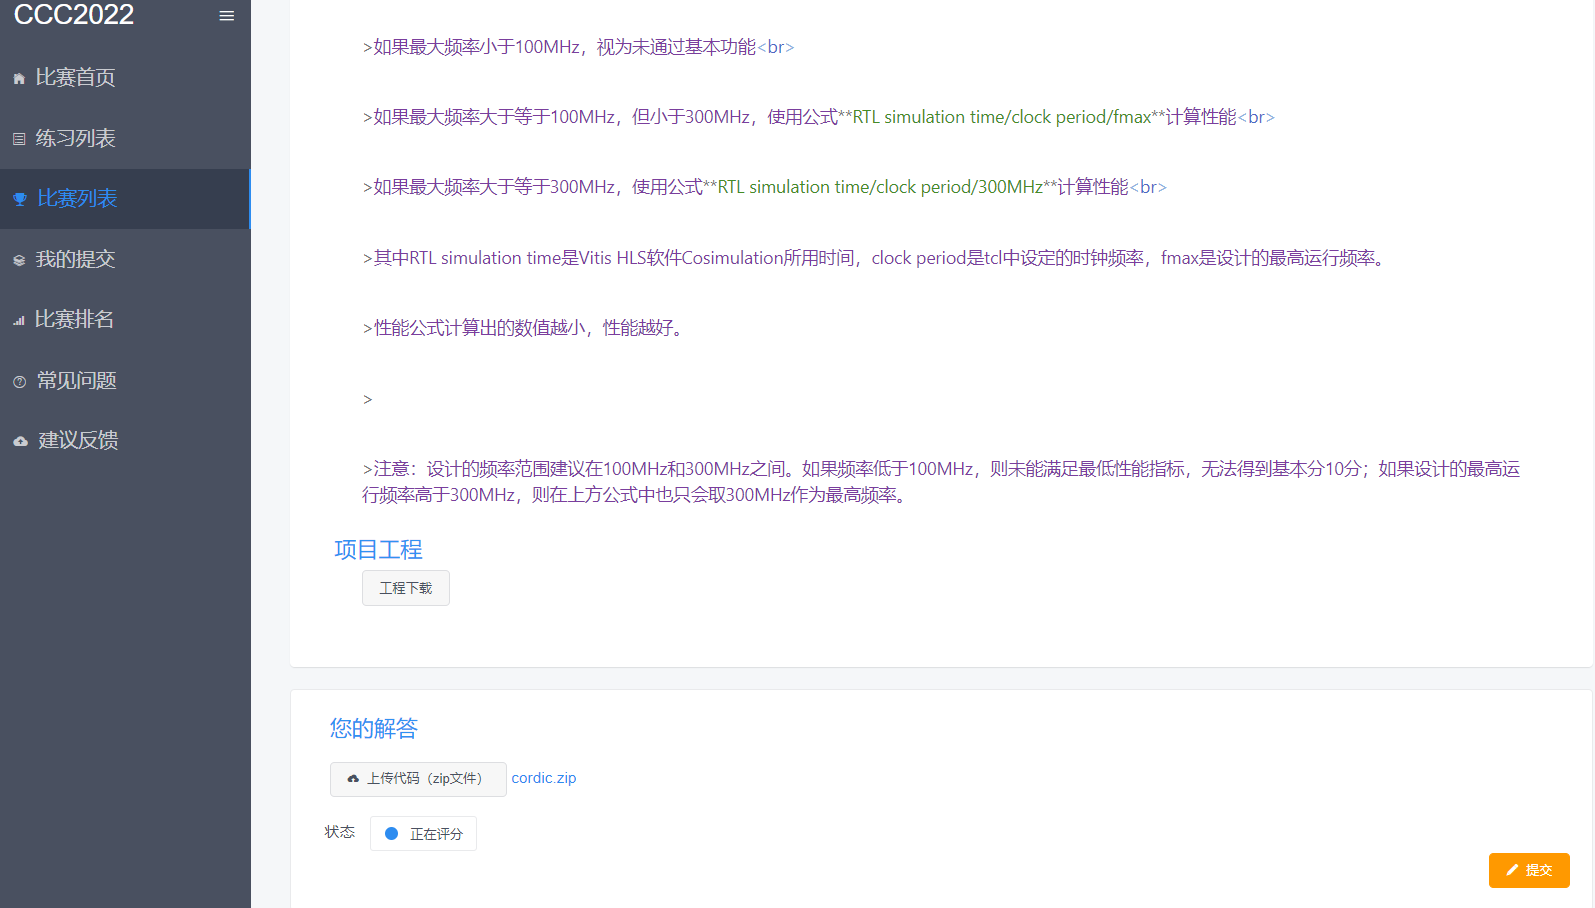 CCC2022
比赛首页
练习列表
比赛列表
我的提交
比赛排名
常见问题
建议反馈
>如果最大频率小于100MHz，视为未通过基本功能<br>
>如果最大频率大于等于100MHz，但小于300MHz，使用公式**RTL simulation time/clock period/fmax**计算性能<br>
>如果最大频率大于等于300MHz，使用公式**RTL simulation time/clock period/300MHz**计算性能<br>
>其中RTL simulation time是Vitis HLS软件Cosimulation所用时间，clock period是tcl中设定的时钟频率，fmax是设计的最高运行频率。
>性能公式计算出的数值越小，性能越好。
>
>注意：设计的频率范围建议在100MHz和300MHz之间。如果频率低于100MHz，则未能满足最低性能指标，无法得到基本分10分；如果设计的最高运
行频率高于300MHz，则在上方公式中也只会取300MHz作为最高频率。
项目工程
工程下载
您的解答
上传代码（zip文件） cordic.zip
状态 正在评分
提交